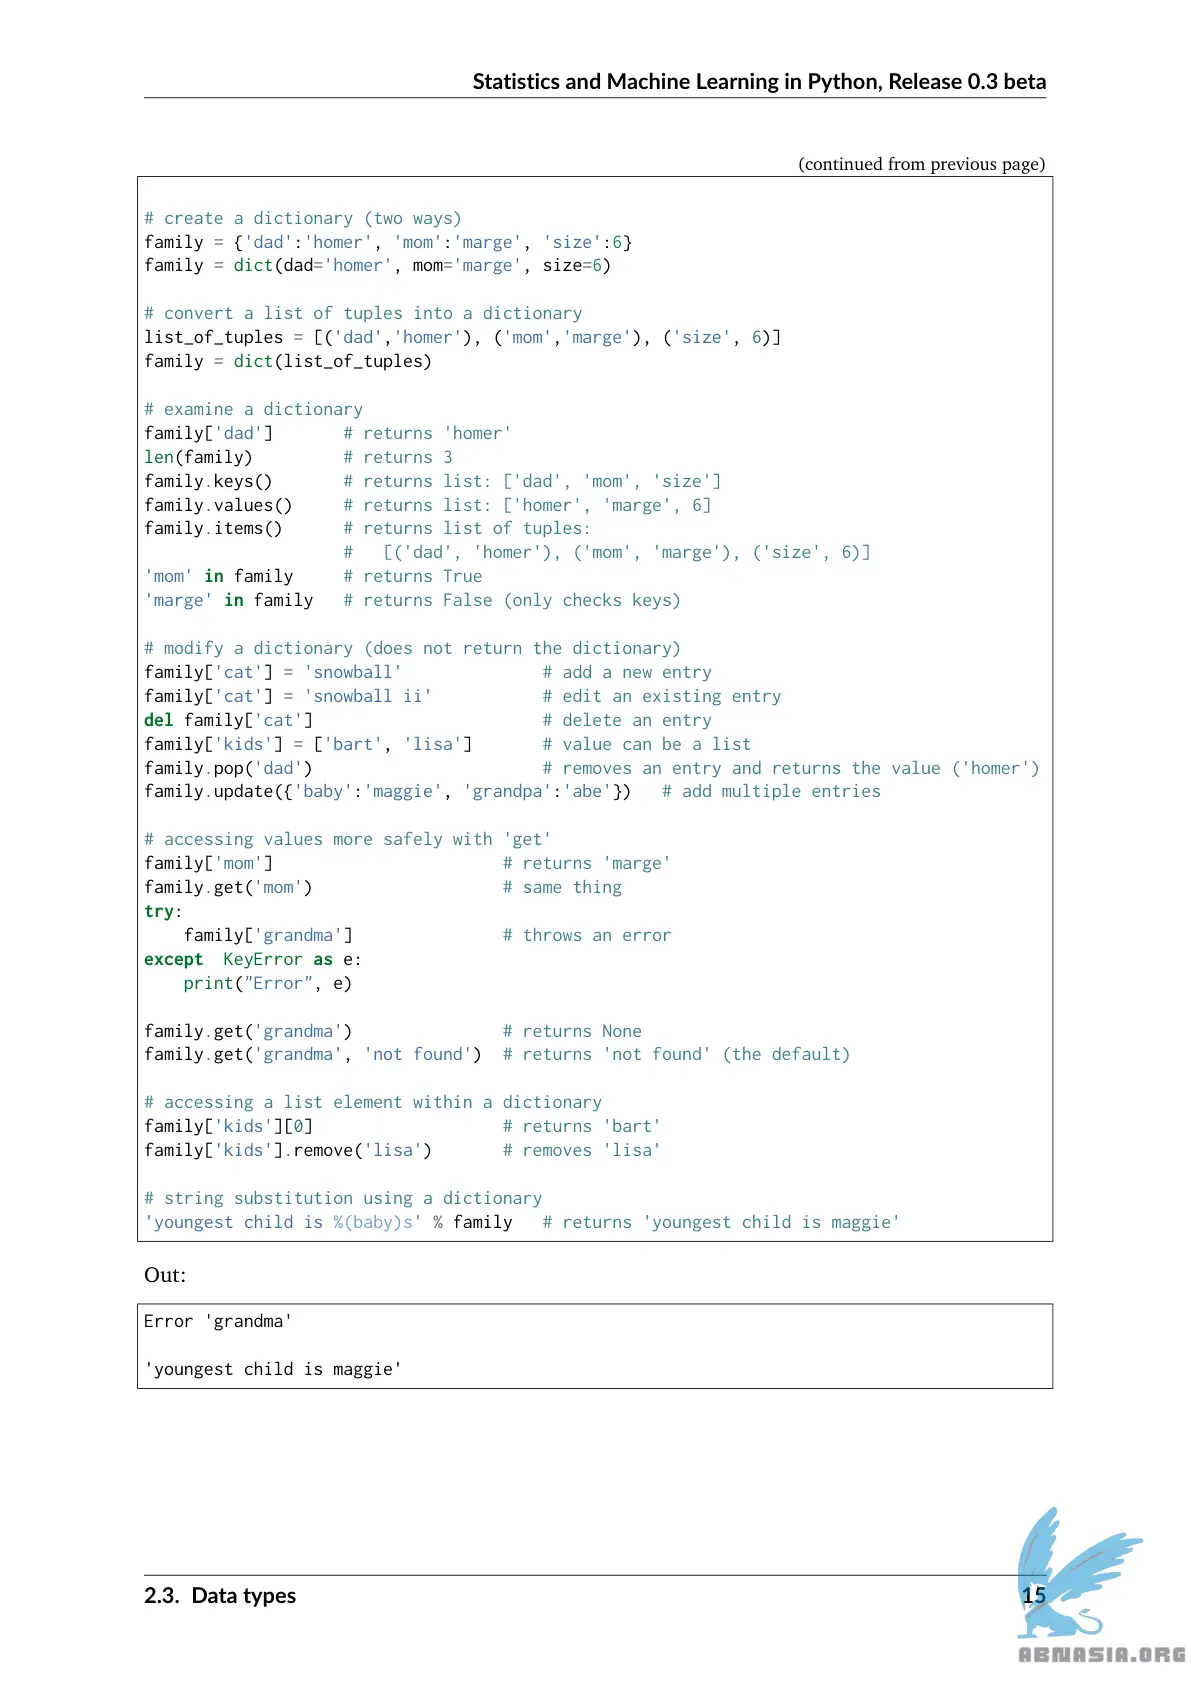 Statistics and Machine Learning in Python, Release 0.3 beta
(continued from previous page)
# create a dictionary (two ways)
family = {'dad':'homer', 'mom':'marge', 'size':6}
family = dict(dad='homer', mom='marge', size=6)
# convert a list of tuples into a dictionary
list_of_tuples = [('dad','homer'), ('mom','marge'), ('size', 6)]
family = dict(list_of_tuples)
# examine a dictionary
family['dad']       # returns 'homer'
len(family)         # returns 3
family.keys()       # returns list: ['dad', 'mom', 'size']
family.values()     # returns list: ['homer', 'marge', 6]
family.items()      # returns list of tuples:
                    #   [('dad', 'homer'), ('mom', 'marge'), ('size', 6)]
'mom' in family     # returns True
'marge' in family   # returns False (only checks keys)
# modify a dictionary (does not return the dictionary)
family['cat'] = 'snowball'              # add a new entry
family['cat'] = 'snowball ii'           # edit an existing entry
del family['cat']                       # delete an entry
family['kids'] = ['bart', 'lisa']       # value can be a list
family.pop('dad')                       # removes an entry and returns the value ('homer')
family.update({'baby':'maggie', 'grandpa':'abe'})   # add multiple entries
# accessing values more safely with 'get'
family['mom']                       # returns 'marge'
family.get('mom')                   # same thing
try:
    family['grandma']               # throws an error
except  KeyError as e:
    print("Error", e)
family.get('grandma')               # returns None
family.get('grandma', 'not found')  # returns 'not found' (the default)
# accessing a list element within a dictionary
family['kids'][0]                   # returns 'bart'
family['kids'].remove('lisa')       # removes 'lisa'
# string substitution using a dictionary
'youngest child is %(baby)s' % family   # returns 'youngest child is maggie'
Out:
Error 'grandma'
'youngest child is maggie'
2.3. Data types 15
ABNASIA.ORG